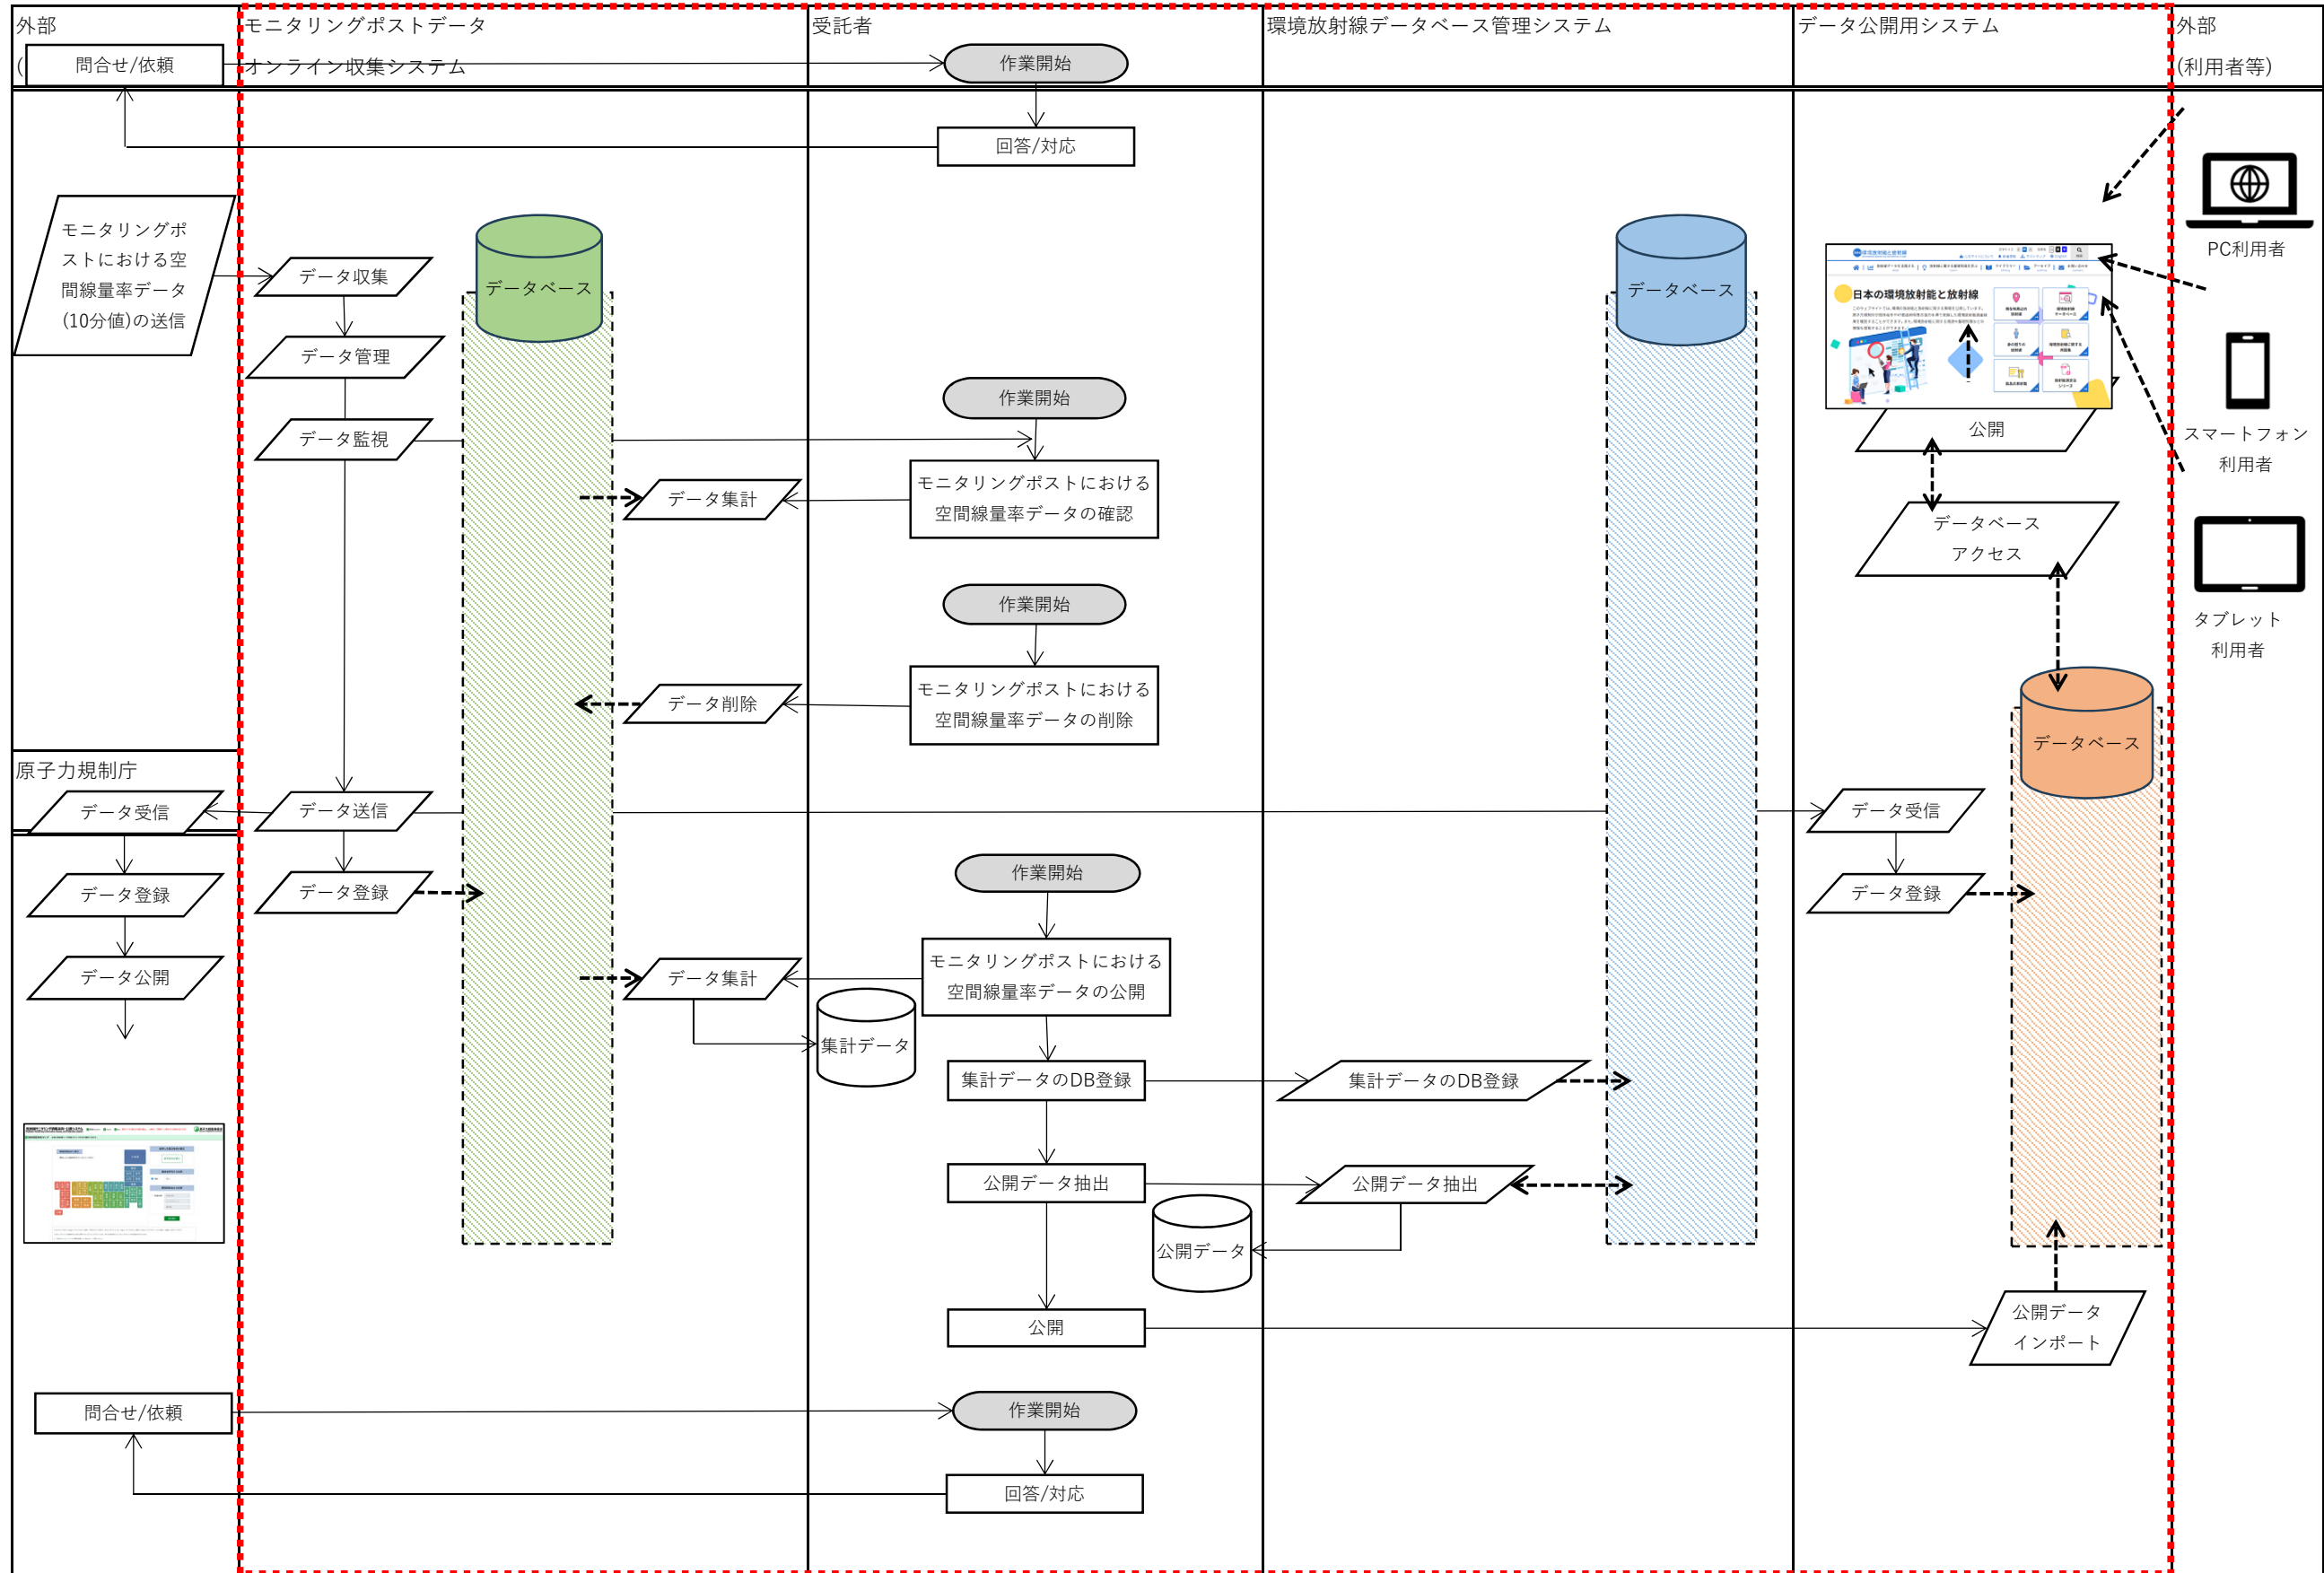 外部
(
問合せ/依頼
モニタリングポストデータ
オンライン収集システム
受託者
作業開始
環境放射線データベース管理システム
データ公開用システム
外部
(利用者等)
回答/対応
モニタリングポ
ストにおける空
間線量率データ
(10分値)の送信
データ収集
データ管理
データ監視
データベース
作業開始
モニタリングポストにおける
空間線量率データの確認
データ集計
作業開始
モニタリングポストにおける
空間線量率データの削除
データ削除
データベース
日本の環境放射能と放射線
公開
データベース
アクセス
データベース
PC利用者
スマートフォン
利用者
タブレット
利用者
原子力規制庁
データ受信
データ登録
データ公開
データ送信
データ登録
データ受信
データ登録
作業開始
モニタリングポストにおける
空間線量率データの公開
データ集計
集計データ
集計データのDB登録
集計データのDB登録
公開データ抽出
公開データ抽出
公開データ
公開
公開データ
インポート
問合せ/依頼
作業開始
回答/対応